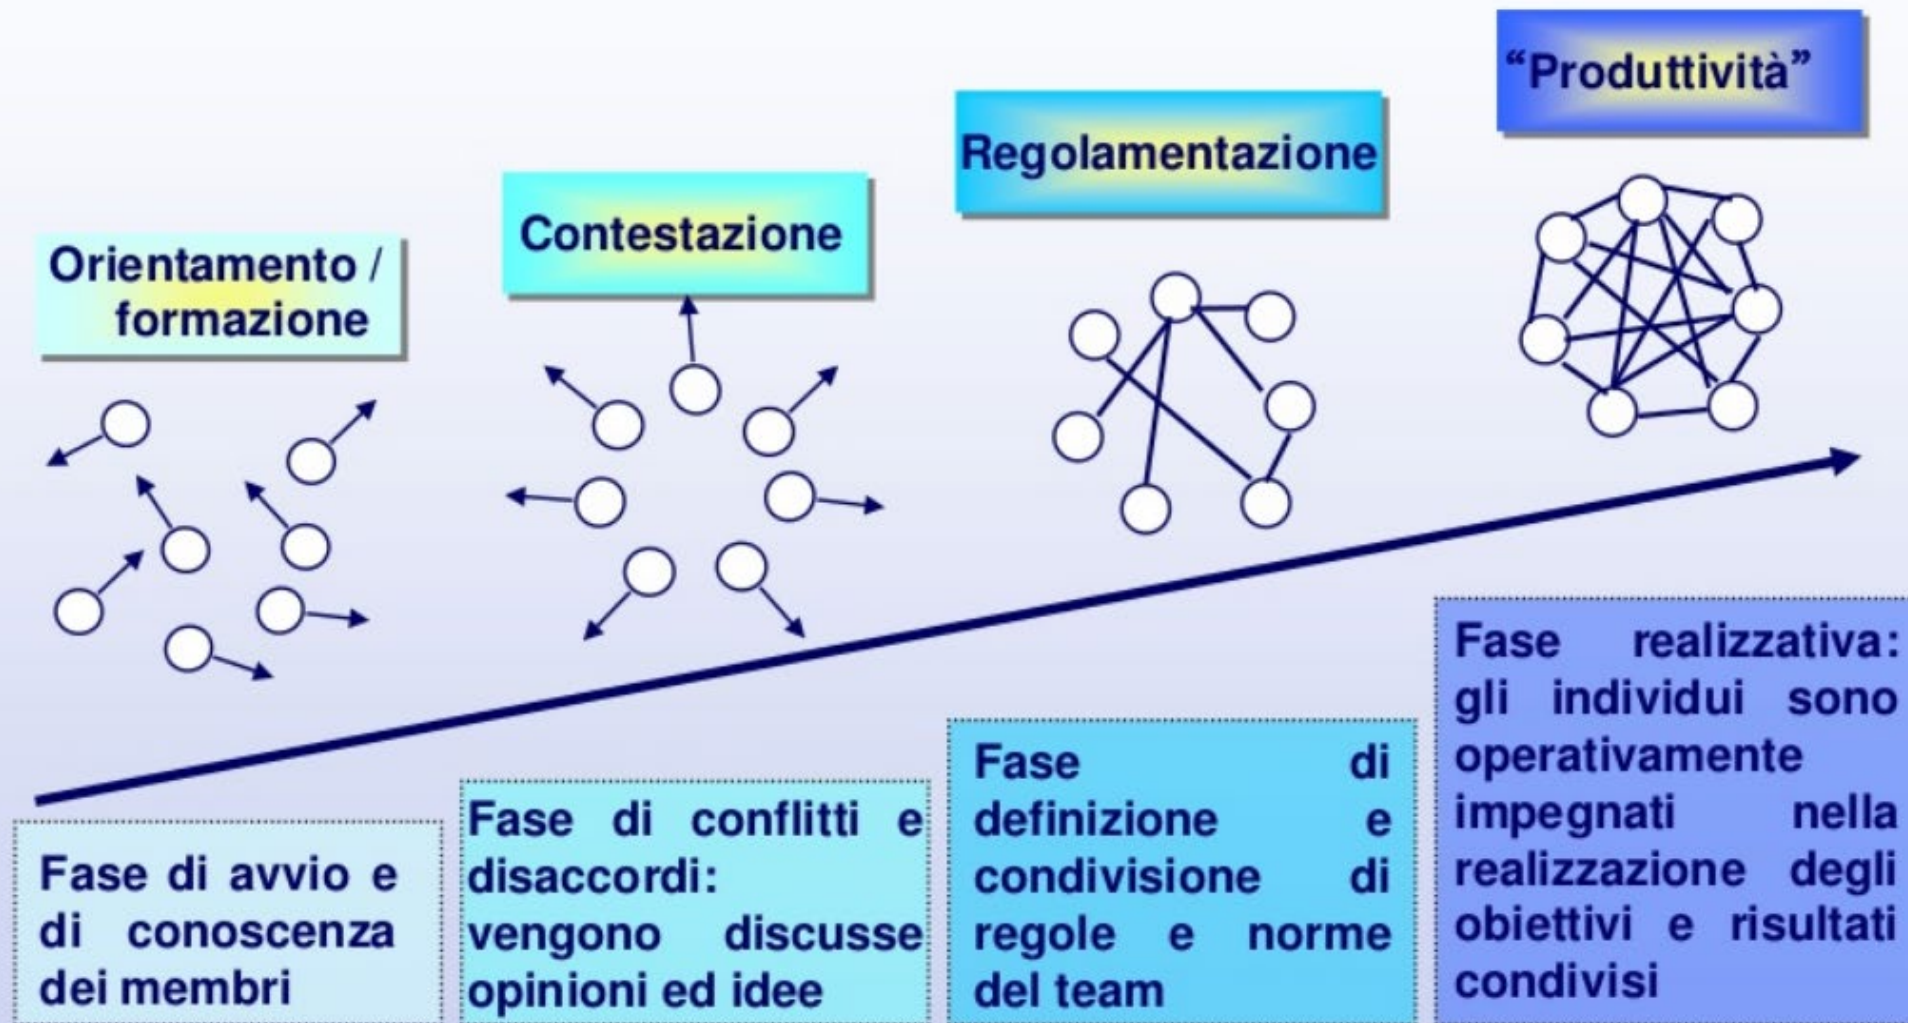 Orientamento /
formazione
Contestazione
Regolamentazione
“Produttività”
Fase di avvio e
di conoscenza
dei membri
Fase di conflitti e
disaccordi:
vengono discusse
opinioni ed idee
Fase di
definizione e
condivisione di
regole e norme
del team
Fase realizzativa:
gli individui sono
operativamente
impegnati nella
realizzazione degli
obiettivi e risultati
condivisi